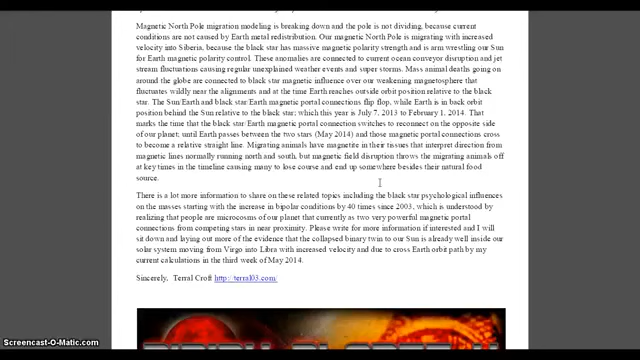 Magnetic North Pole migration modeling is breaking down and the pole is not dividing, because current
conditions are not caused by Earth metal redistribution. Our magnetic North Pole is migrating with increased
velocity into Siberia, because the black star has massive magnetic polarity strength and is arm wrestling our Sun
for Earth magnetic polarity control. These anomalies are connected to current ocean conveyor disruption and jet
stream fluctuations causing regular unexplained weather events and super storms. Mass animal deaths going on
around the globe are connected to black star magnetic influence over our weakening magnetosphere that
fluctuates wildly near the alignments and at the time Earth reaches outside orbit position relative to the black
star. The Sun/Earth and black star/Earth magnetic portal connections flip flop, while Earth is in back orbit
position behind the Sun relative to the black star; which this year is July 7, 2013 to February 1, 2014. That
marks the time that the black star/Earth magnetic portal connection switches to reconnect on the opposite side
of our planet; until Earth passes between the two stars (May 2014) and those magnetic portal connections cross
to become a relative straight line. Migrating animals have magnetite in their tissues that interpret direction from
magnetic lines normally running north and south, but magnetic field disruption throws the migrating animals off
at key times in the timeline causing many to lose course and end up somewhere besides their natural food
source.
There is a lot more information to share on these related topics including the black star psychological influences
on the masses starting with the increase in bipolar conditions by 40 times since 2003, which is understood by
realizing that people are microcosms of our planet that currently as two very powerful magnetic portal
connections from competing stars in near proximity. Please write for more information if interested and I will
sit down and laying out more of the evidence that the collapsed binary twin to our Sun is already well inside our
solar system moving from Virgo into Libra with increased velocity and due to cross Earth orbit path by my
current calculations in the third week of May 2014.
Sincerely, Terral Croft http://terral03.com/
Screencast-O-Matic.com